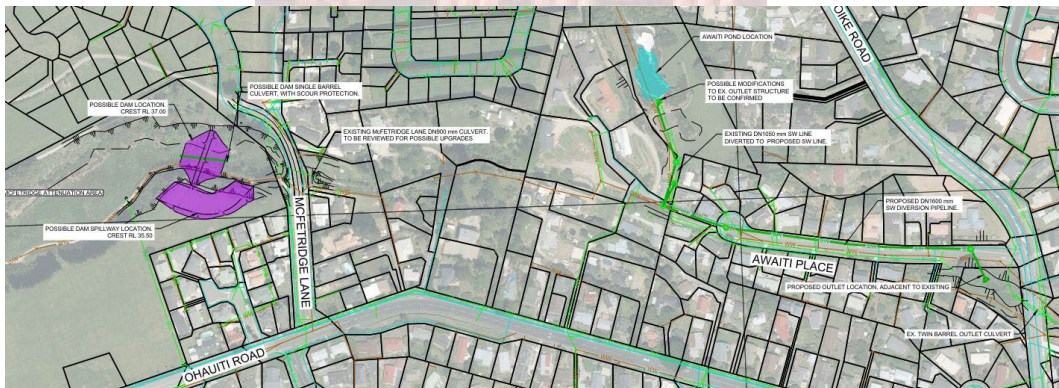 AWAITI POND LOCATION
OIKE ROAD
POSSIBLE DAM SINGLE BARREL
CULVERT, WITH SCOUR PROTECTION.
POSSIBLE MODIFICATIONS
TO EX. OUTLET STRUCTURE
TO BE CONFIRMED
POSSIBLE DAM LOCATION.
CREST RL 37.00
EXISTING McFETRIDGE LANE DN900 mm CULVERT.
TO BE REVIEWED FOR POSSIBLE UPGRADES
EXISTING DN1050 mm SW LINE
DIVERTED TO PROPOSED SW LINE.
MCFETRIDGE ATTENUATION AREA
PROPOSED DN1600 mm
SW DIVERSION PIPELINE.
POSSIBLE DAM SPILLWAY LOCATION.
CREST RL 35.50
MCFETRIDGE LANE
AWAITI PLACE
PROPOSED OUTLET LOCATION, ADJACENT TO EXISTING
EX. TWIN BARREL OUTLET CULVERT
OHAUITI ROAD